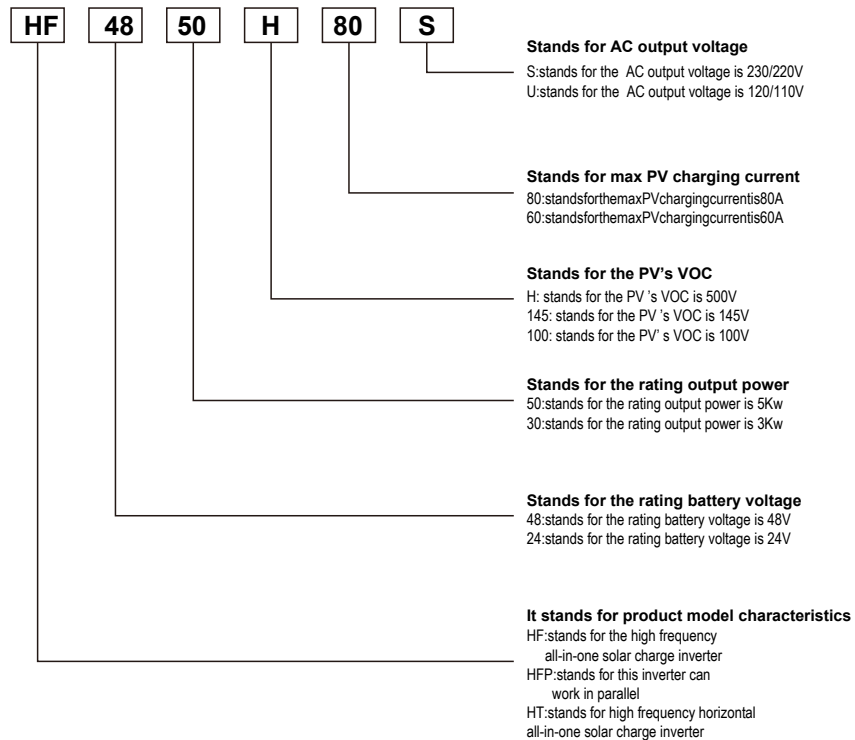 HF 48 50 H 80 S
Stands for AC output voltage
S:stands for the AC output voltage is 230/220V
U:stands for the AC output voltage is 120/110V
Stands for max PV charging current
80:standsforthemaxPVchargingcurrentis80A
60:standsforthemaxPVchargingcurrentis60A
Stands for the PV's VOC
H: stands for the PV 's VOC is 500V
145: stands for the PV 's VOC is 145V
100: stands for the PV' s VOC is 100V
Stands for the rating output power
50:stands for the rating output power is 5Kw
30:stands for the rating output power is 3Kw
Stands for the rating battery voltage
48:stands for the rating battery voltage is 48V
24:stands for the rating battery voltage is 24V
It stands for product model characteristics
HF:stands for the high frequency
all-in-one solar charge inverter
HFP:stands for this inverter can
work in parallel
HT:stands for high frequency horizontal
all-in-one solar charge inverter